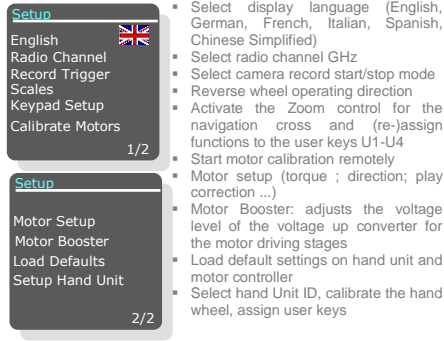 Setup
English
Radio Channel
Record Trigger
Scales
Keypad Setup
Calibrate Motors
1/2
Setup
Motor Setup
Motor Booster
Load Defaults
Setup Hand Unit
2/2
▪ Select display language (English,
German, French, Italian, Spanish,
Chinese Simplified)
▪ Select radio channel GHz
▪ Select camera record start/stop mode
▪ Reverse wheel operating direction
▪ Activate the Zoom control for the
navigation cross and (re-)assign
functions to the user keys U1-U4
▪ Start motor calibration remotely
▪ Motor setup (torque ; direction; play
correction ...)
▪ Motor Booster: adjusts the voltage
level of the voltage up converter for
the motor driving stages
▪ Load default settings on hand unit and
motor controller
▪ Select hand Unit ID, calibrate the hand
wheel, assign user keys